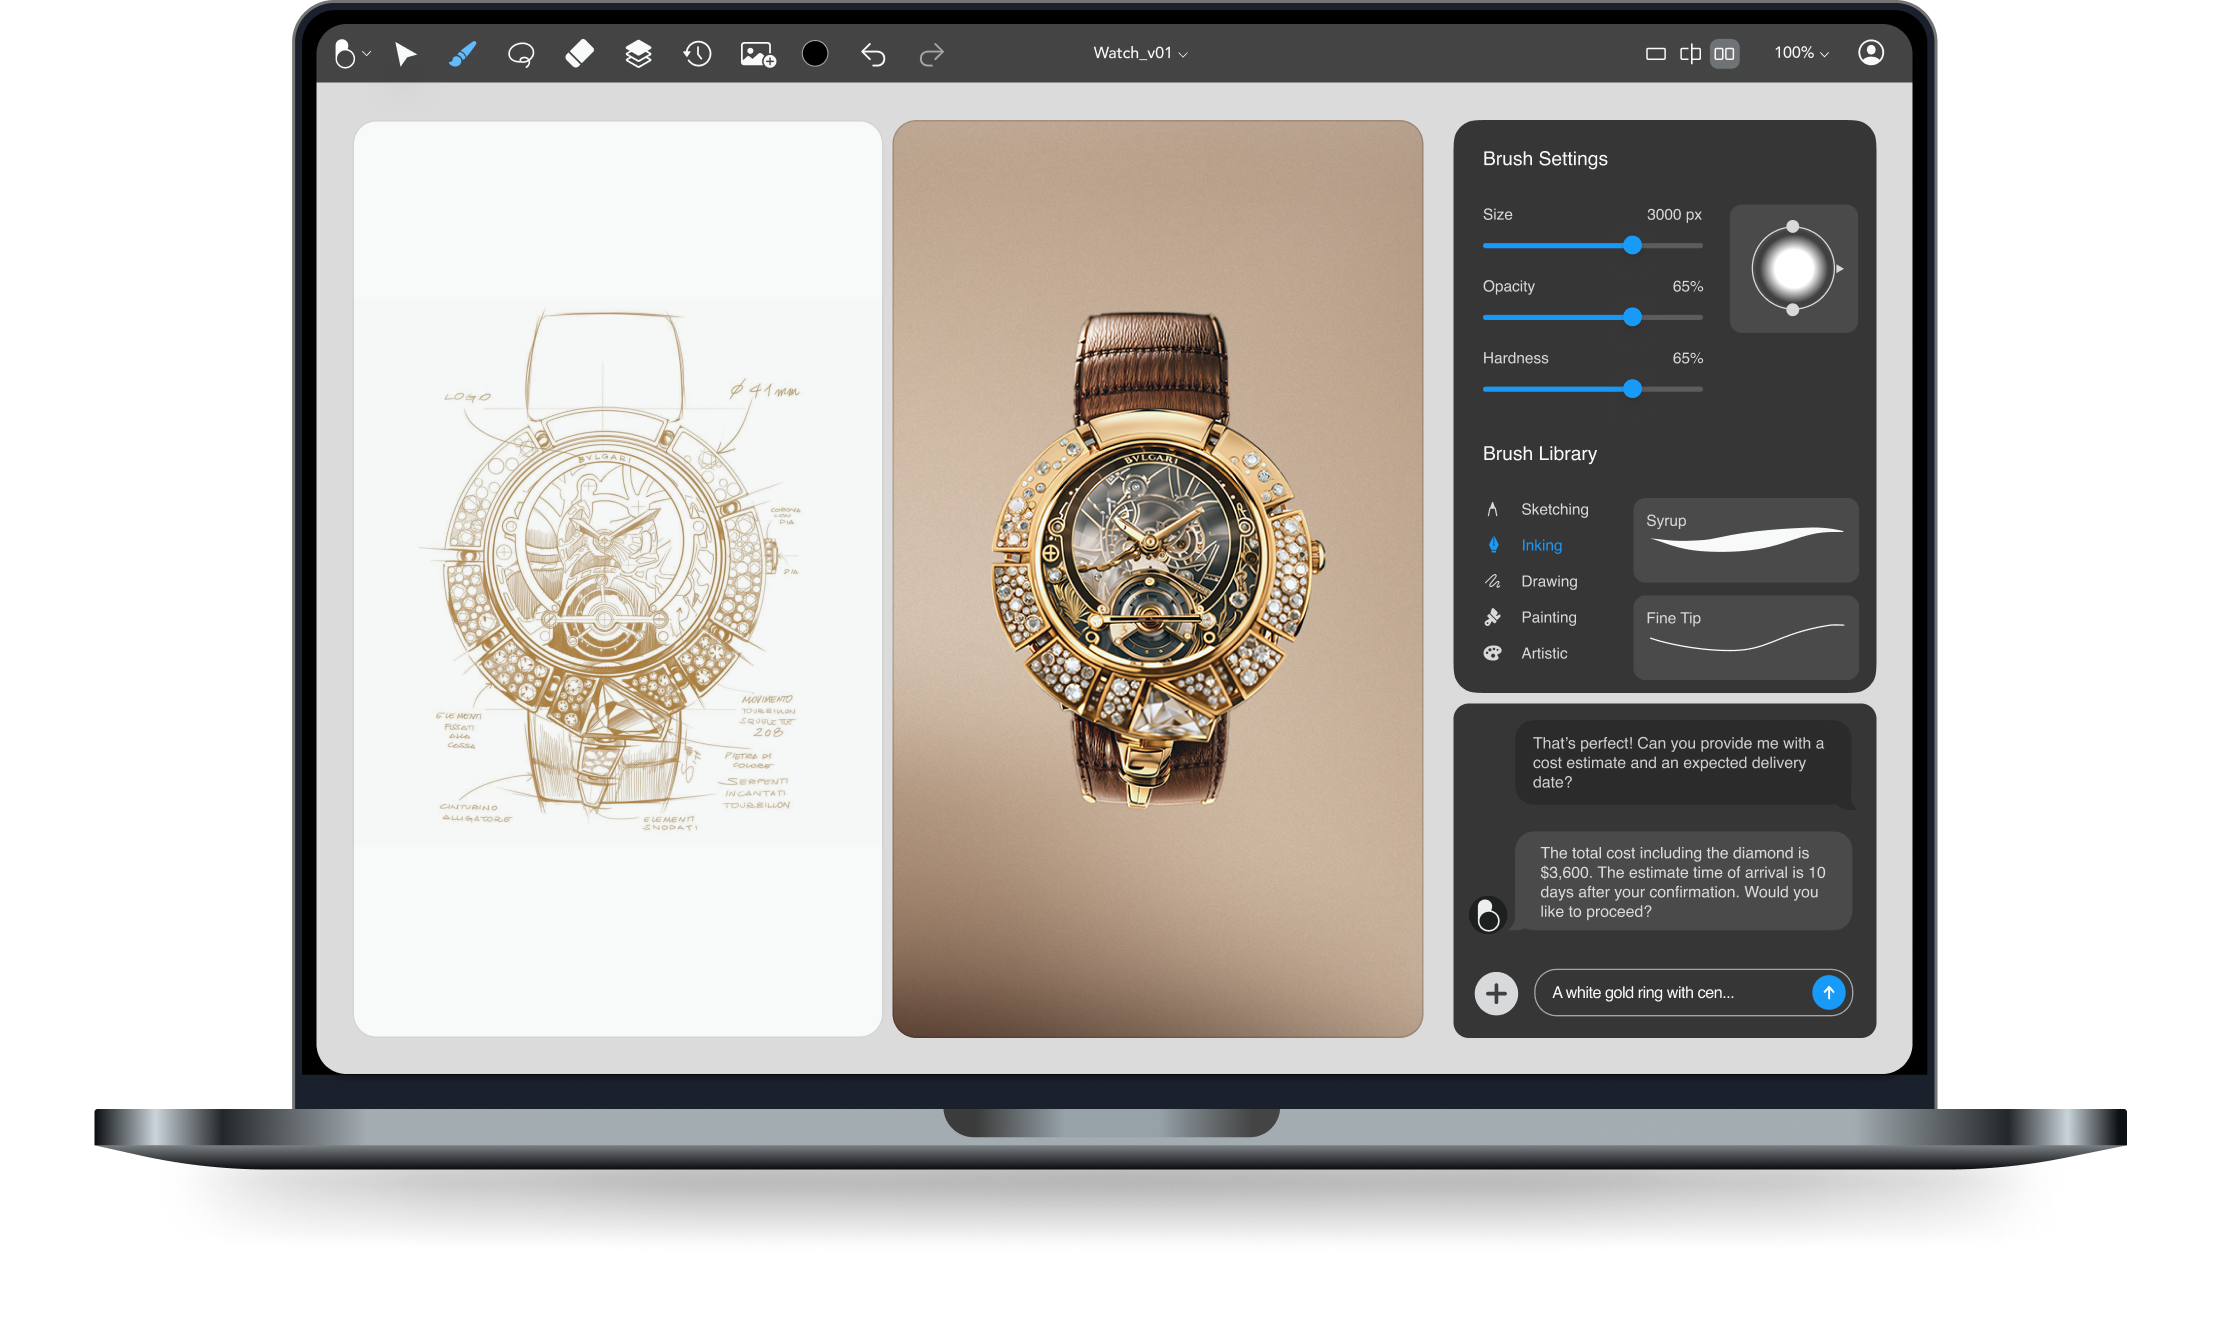 Watch_v01
100%
LOGO
Ø 41 mm
BVLGARI
CORONA
CON
DIA
DIA
ELEMENTI
FISSATI
ALLA
CASSA
MOVIMENTO
TOURBILLON
208
PIETRA DI
COLORE
SERPENTI
INCANTATI
TOURBILLON
CINTURINO
ALLIGATORE
ELEMENTI
SNODATI
BVLGARI
Brush Settings
Size
3000 px
Opacity
65%
Hardness
65%
Brush Library
Sketching
Inking
Drawing
Painting
Artistic
Syrup
Fine Tip
That’s perfect! Can you provide me with a
cost estimate and an expected delivery
date?
The total cost including the diamond is
$3,600. The estimate time of arrival is 10
days after your confirmation. Would you
like to proceed?
A white gold ring with cen...